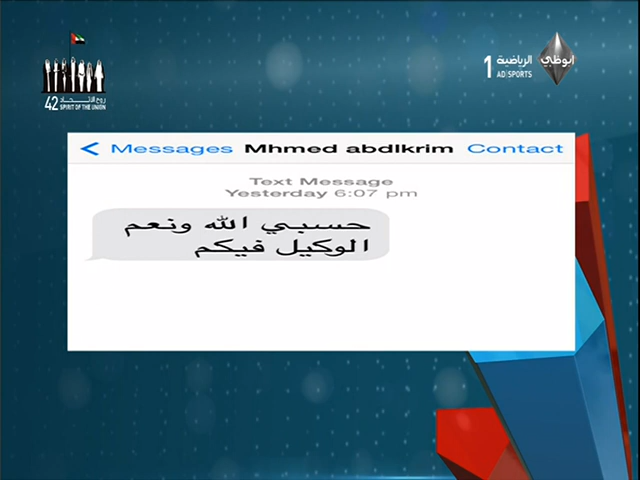 روح الاتحاد
42 SPIRIT OF THE UNION
أبوظبي
الرياضية
1
AD SPORTS
Messages Mhmed abdlkrim Contact
Text Message
Yesterday 6:07 pm
حسبي الله ونعم
الوكيل فيكم